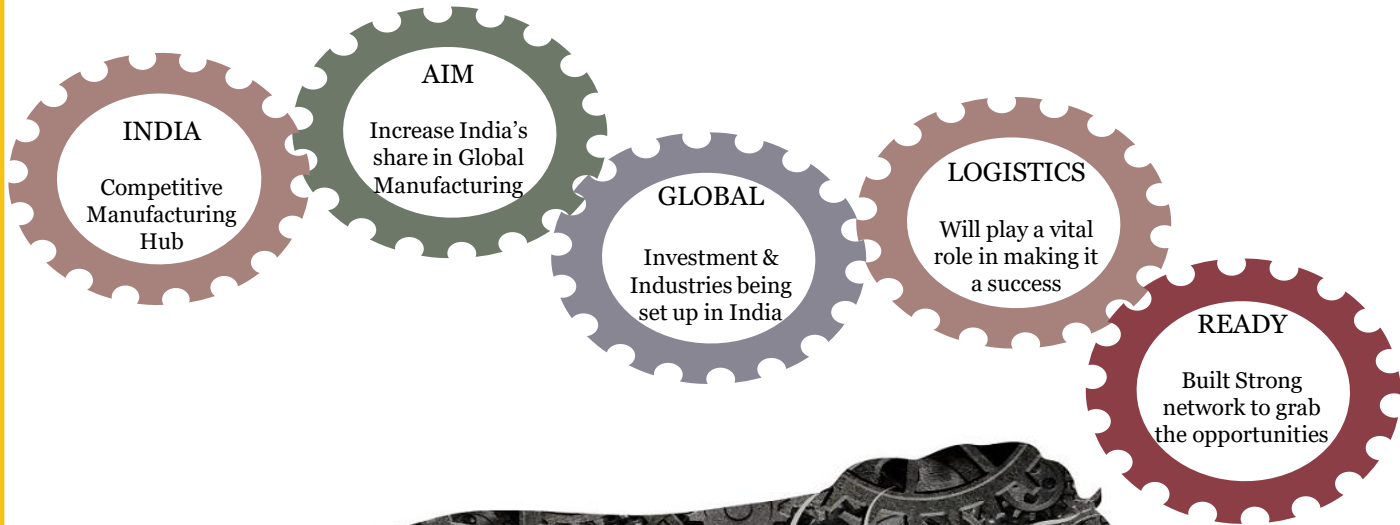 INDIA
Competitive
Manufacturing
Hub
AIM
Increase India’s
share in Global
Manufacturing
GLOBAL
Investment &
Industries being
set up in India
LOGISTICS
Will play a vital
role in making it
a success
READY
Built Strong
network to grab
the opportunities